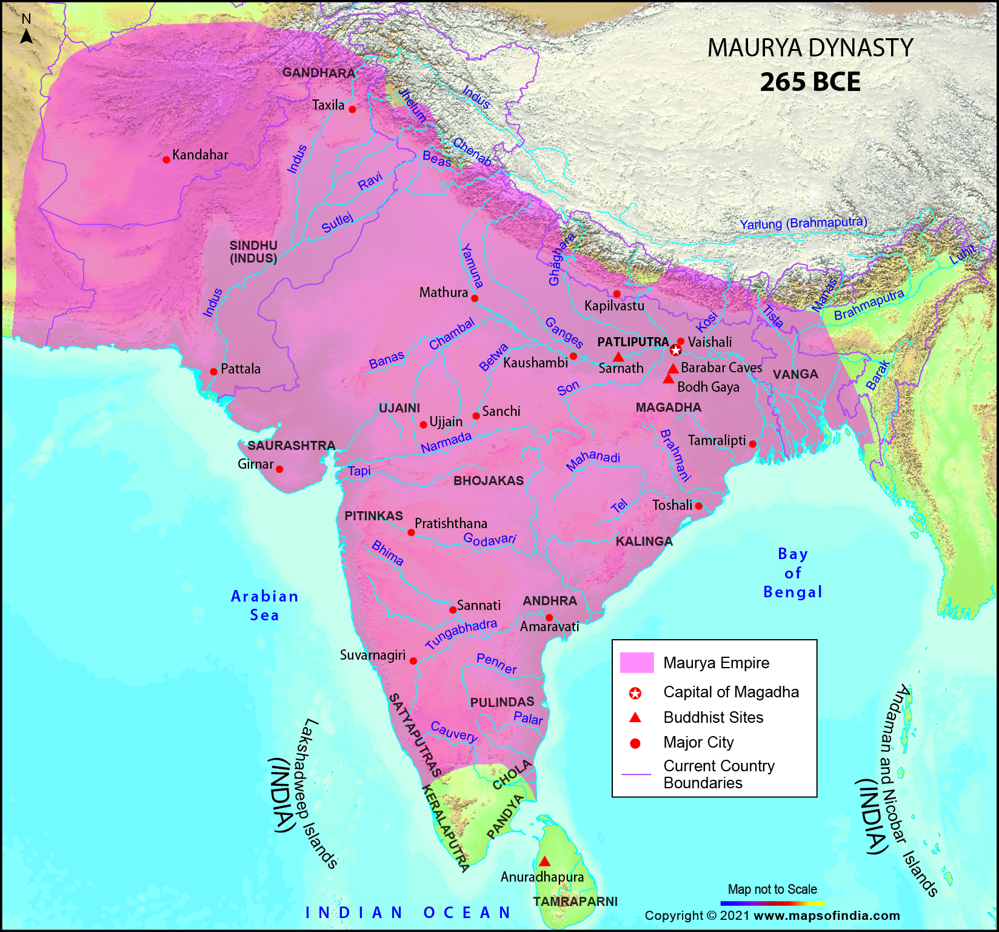 N
MAURYA DYNASTY
265 BCE
GANDHARA
Taxila
Jhelum
Indus
Kandahar
Indus
Chenab
Beas
Ravi
Sutlej
SINDHU
(INDUS)
Indus
Yamuna
Ghāghara
Yarlung (Brahmaputra)
Luhit
Manas
Brahmaputra
Mathura
Kapilvastu
Kosi
Tista
Chambal
Ganges
PATLIPUTRA
Vaishali
Banas
Betwa
Kaushambi
Sarnath
Barabar Caves
Bodh Gaya
VANGA
Barak
Pattala
Son
MAGADHA
UJAINI
Ujjain
Sanchi
Narmada
Tamralipti
SAURASHTRA
Girnar
Tapi
BHOJAKAS
Mahanadi
Brahmani
Tel
Toshali
PITINKAS
Pratishthana
Godavari
KALINGA
Bhima
Bay
of
Bengal
Arabian
Sea
Sannati
ANDHRA
Amaravati
Tungabhadra
Suvarnagiri
Penner
PULINDAS
Palar
SATYAPUTRAS
Cauvery
CHOLA
KERALAPUTRA
PANDYA
Anuradhapura
TAMRAPARNI
Lakshadweep Islands
(INDIA)
Andaman and Nicobar Islands
(INDIA)
Maurya Empire
Capital of Magadha
Buddhist Sites
Major City
Current Country
Boundaries
INDIAN OCEAN
Map not to Scale
Copyright © 2021 www.mapsofindia.com